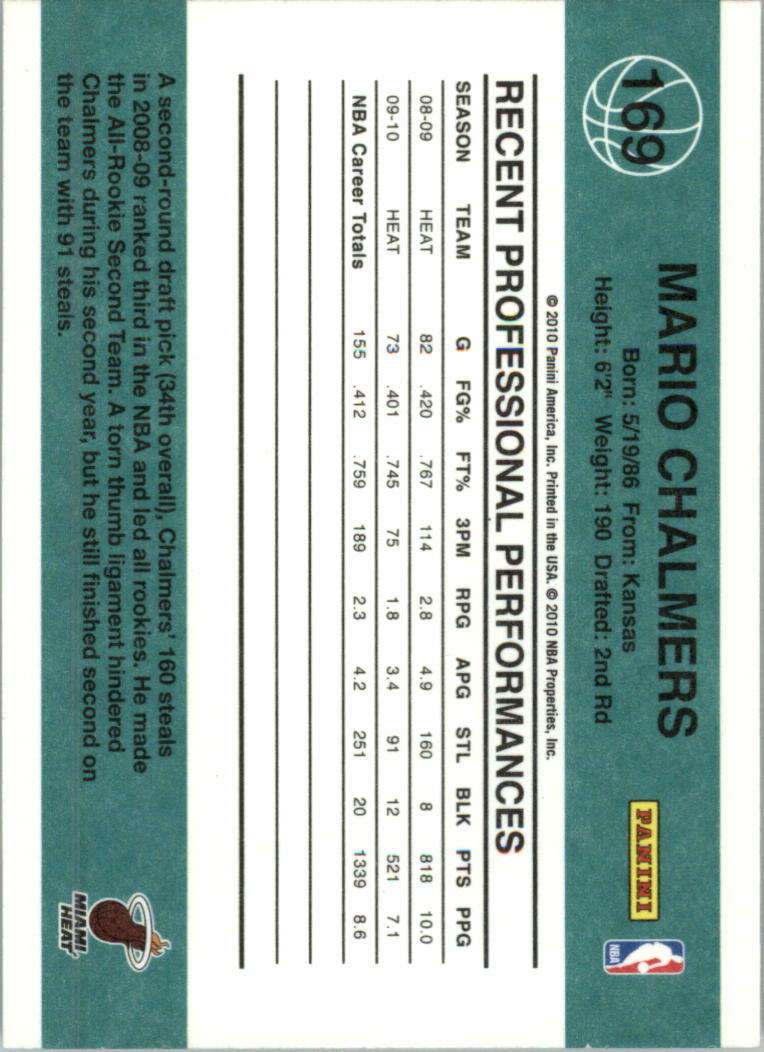 169
MARIO CHALMERS
Born: 5/19/86 From: Kansas
Height: 6'2" Weight: 190 Drafted: 2nd Rd
PANINI
NBA
© 2010 Panini America, Inc. Printed in the USA. © 2010 NBA Properties, Inc.
RECENT PROFESSIONAL PERFORMANCES
SEASON TEAM G FG% FT% 3PM RPG APG STL BLK PTS PPG
08-09 HEAT 82 .420 .767 114 2.8 4.9 160 8 818 10.0
09-10 HEAT 73 .401 .745 75 1.8 3.4 91 12 521 7.1
NBA Career Totals 155 .412 .759 189 2.3 4.2 251 20 1339 8.6
A second-round draft pick (34th overall), Chalmers' 160 steals
in 2008-09 ranked third in the NBA and led all rookies. He made
the All-Rookie Second Team. A torn thumb ligament hindered
Chalmers during his second year, but he still finished second on
the team with 91 steals.
MIAMI
HEAT